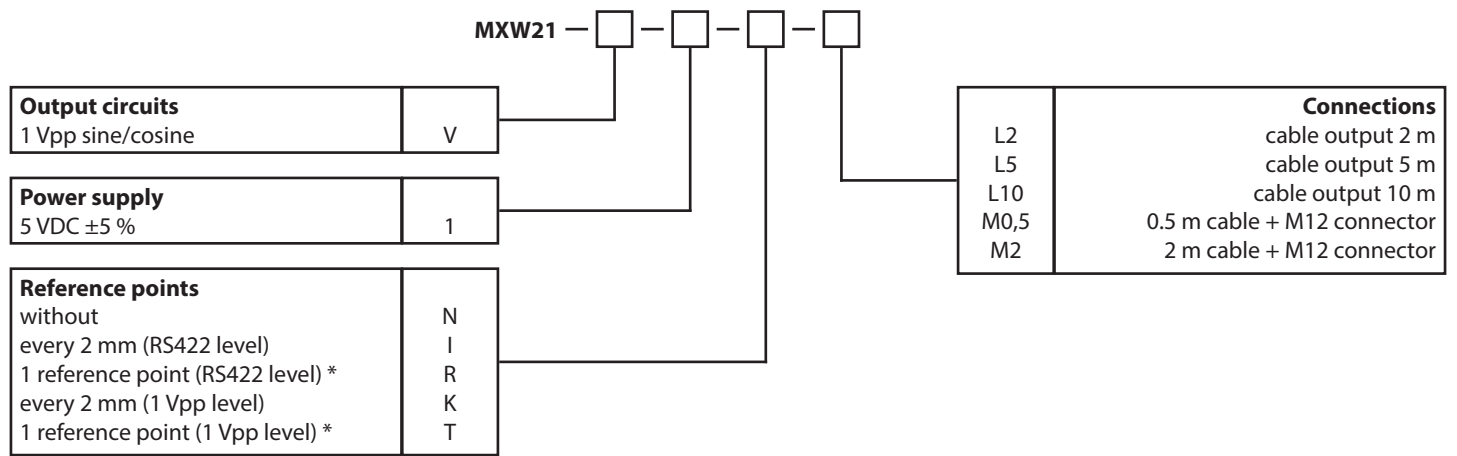 MXW21 — — — —
Output circuits
1 Vpp sine/cosine V
Power supply
5 VDC ±5 % 1
Reference points
without N
every 2 mm (RS422 level) I
1 reference point (RS422 level) * R
every 2 mm (1 Vpp level) K
1 reference point (1 Vpp level) * T
Connections
L2 cable output 2 m
L5 cable output 5 m
L10 cable output 10 m
M0,5 0.5 m cable + M12 connector
M2 2 m cable + M12 connector